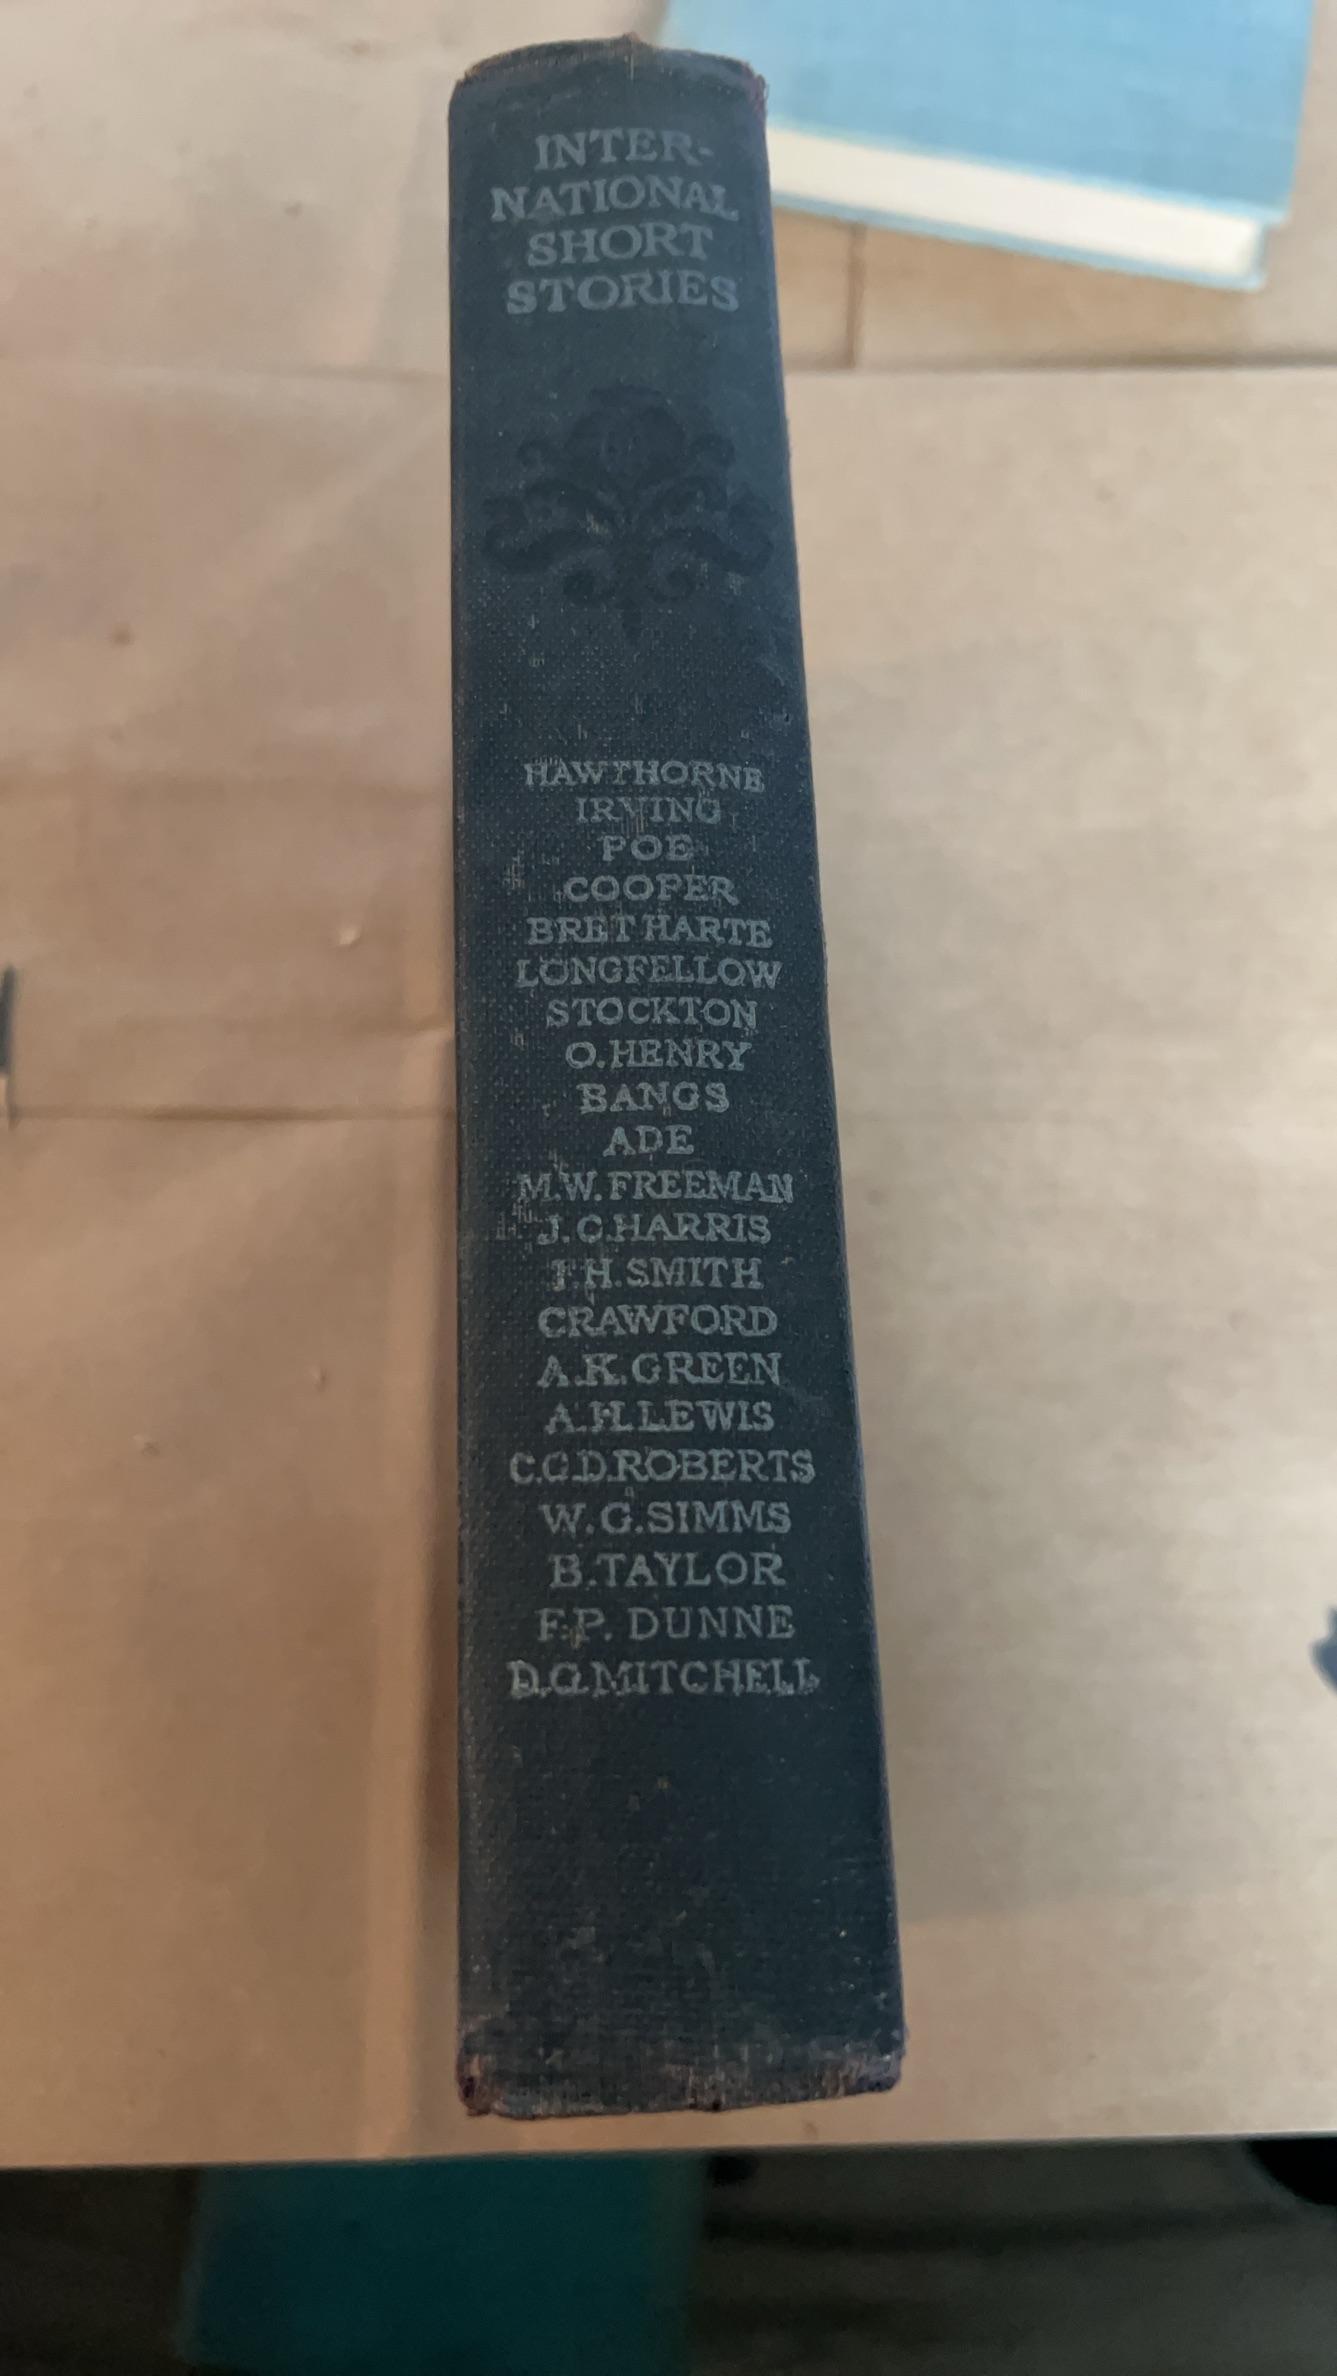 INTER-
NATIONAL
SHORT
STORIES
HAWTHORNE
IRVING
POE
COOPER
BRET HARTE
LONGFELLOW
STOCKTON
O. HENRY
BANGS
ADE
M.W. FREEMAN
J.C. HARRIS
F.H. SMITH
CRAWFORD
A.K. GREEN
A.H. LEWIS
C.G.D. ROBERTS
W.G. SIMMS
B. TAYLOR
F.P. DUNNE
D.G. MITCHELL